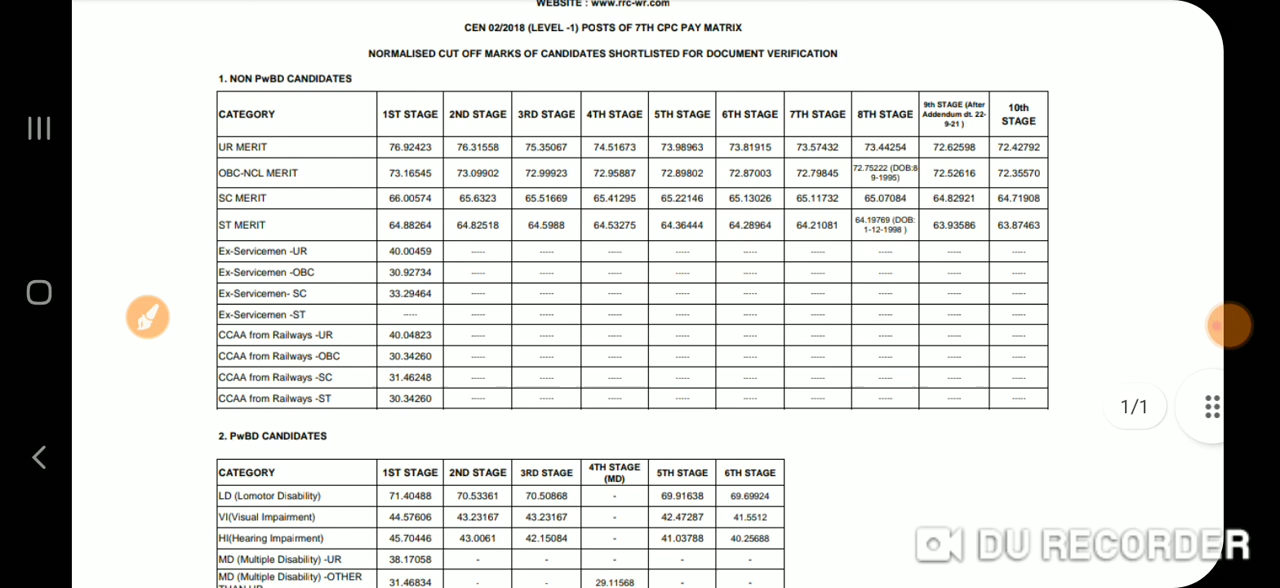 WEBSITE : www.rrc-wr.com
CEN 02/2018 (LEVEL -1) POSTS OF 7TH CPC PAY MATRIX
NORMALISED CUT OFF MARKS OF CANDIDATES SHORTLISTED FOR DOCUMENT VERIFICATION
1. NON PwBD CANDIDATES
CATEGORY 1ST STAGE 2ND STAGE 3RD STAGE 4TH STAGE 5TH STAGE 6TH STAGE 7TH STAGE 8TH STAGE 9th STAGE (After Addendum dt. 22-9-21 ) 10th STAGE
UR MERIT 76.92423 76.31558 75.35067 74.51673 73.98963 73.81915 73.57432 73.44254 72.62598 72.42792
OBC-NCL MERIT 73.16545 73.09902 72.99923 72.95887 72.89802 72.87003 72.79845 72.75222 (DOB:8 9-1995) 72.52616 72.35570
SC MERIT 66.00574 65.6323 65.51669 65.41295 65.22146 65.13026 65.11732 65.07084 64.82921 64.71908
ST MERIT 64.88264 64.82518 64.5988 64.53275 64.36444 64.28964 64.21081 64.19769 (DOB: 1-12-1998 ) 63.93586 63.87463
Ex-Servicemen -UR 40.00459 ----- ----- ----- ----- ----- ----- ----- ----- -----
Ex-Servicemen -OBC 30.92734 ----- ----- ----- ----- ----- ----- ----- ----- -----
Ex-Servicemen- SC 33.29464 ----- ----- ----- ----- ----- ----- ----- ----- -----
Ex-Servicemen -ST ----- ----- ----- ----- ----- ----- ----- ----- ----- -----
CCAA from Railways -UR 40.04823 ----- ----- ----- ----- ----- ----- ----- ----- -----
CCAA from Railways -OBC 30.34260 ----- ----- ----- ----- ----- ----- ----- ----- -----
CCAA from Railways -SC 31.46248 ----- ----- ----- ----- ----- ----- ----- ----- -----
CCAA from Railways -ST 30.34260 ----- ----- ----- ----- ----- ----- ----- ----- -----
1/1
2. PwBD CANDIDATES
CATEGORY 1ST STAGE 2ND STAGE 3RD STAGE 4TH STAGE (MD) 5TH STAGE 6TH STAGE
LD (Lomotor Disability) 71.40488 70.53361 70.50868 - 69.91638 69.69924
VI(Visual Impairment) 44.57606 43.23167 43.23167 - 42.47287 41.5512
HI(Hearing Impairment) 45.70446 43.0061 42.15084 - 41.03788 40.25688
MD (Multiple Disability) -UR 38.17058 - - - - -
MD (Multiple Disability) -OTHER THAN UR 31.46834 - - 29.11568 - -
DU RECORDER